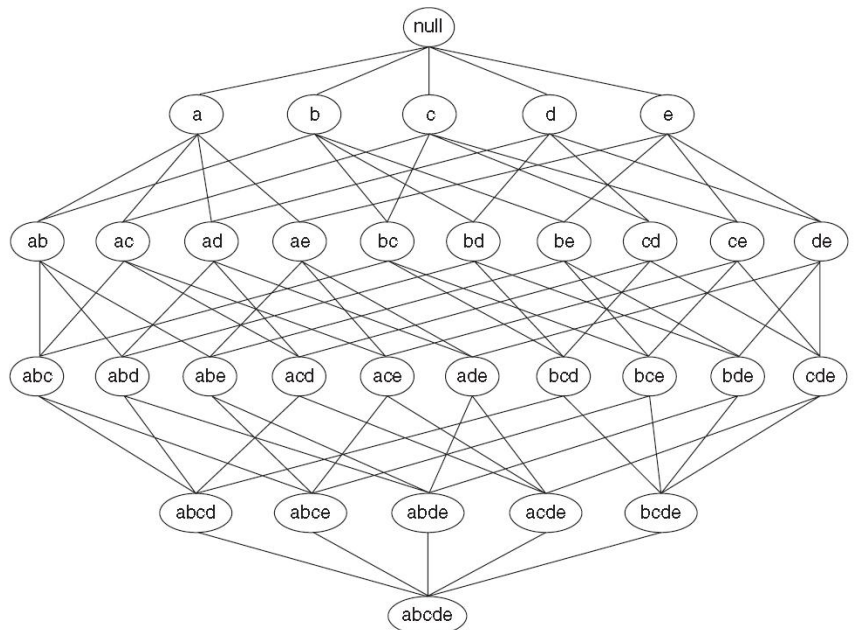 null
a b c d e
ab ac ad ae bc bd be cd ce de
abc abd abe acd ace ade bcd bce bde cde
abcd abce abde acde bcde
abcde